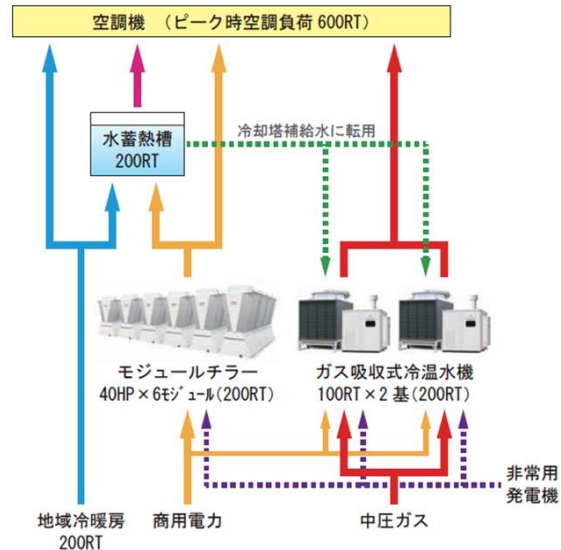 空調機 （ピーク時空調負荷 600RT）
水蓄熱槽
200RT
冷却塔補給水に転用
モジュールチラー
40HP×6ﾓｼﾞｭｰﾙ(200RT)
ガス吸収式冷温水機
100RT×2 基(200RT)
非常用
発電機
地域冷暖房
200RT
商用電力
中圧ガス